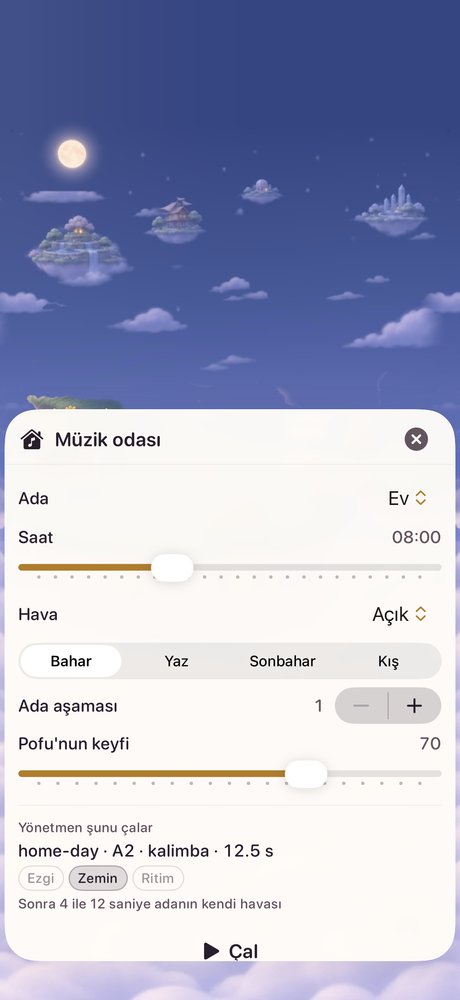 Müzik odası
Ada Ev
Saat 08:00
Hava Açık
Bahar Yaz Sonbahar Kış
Ada aşaması 1 − +
Pofu'nun keyfi 70
Yönetmen şunu çalar
home-day · A2 · kalimba · 12.5 s
Ezgi Zemin Ritim
Sonra 4 ile 12 saniye adanın kendi havası
Çal